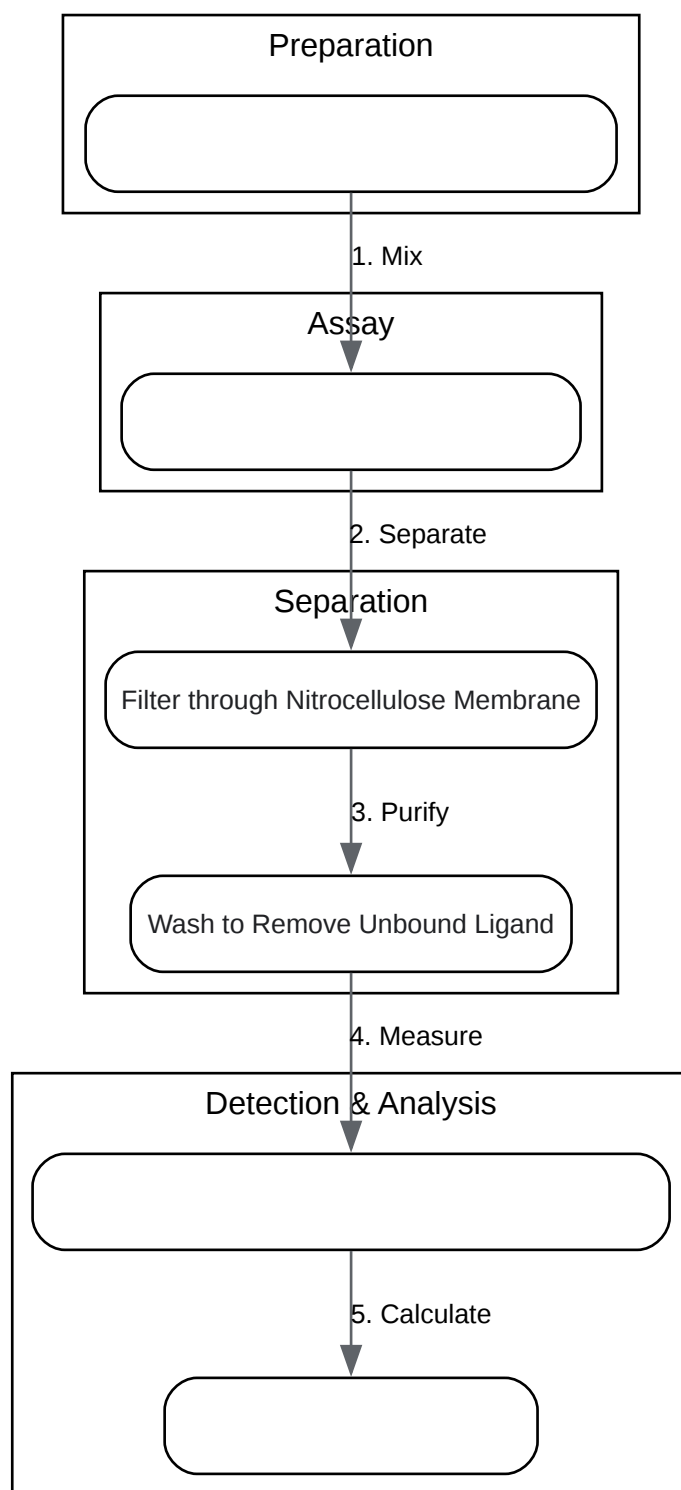 Preparation
1. Mix
Assay
2. Separate
Separation
Filter through Nitrocellulose Membrane
3. Purify
Wash to Remove Unbound Ligand
4. Measure
Detection & Analysis
5. Calculate